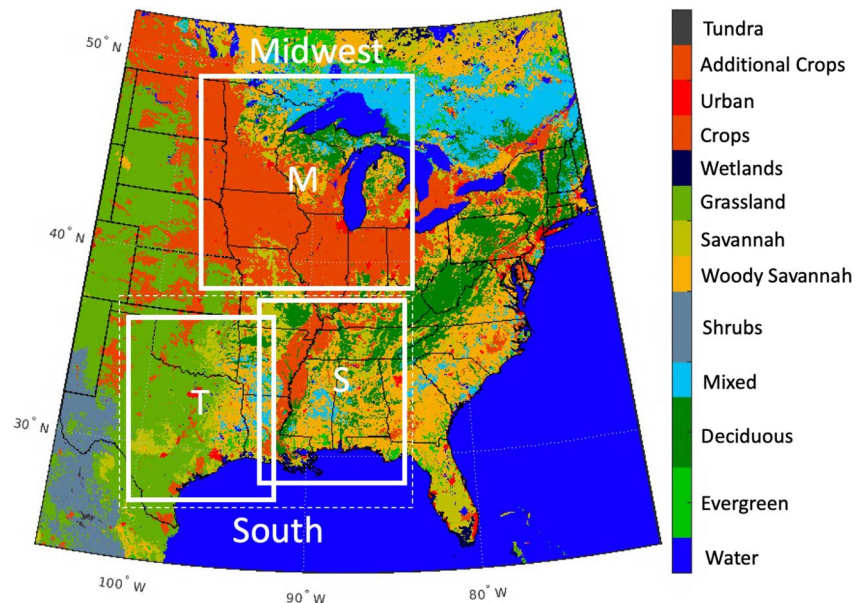 50° N
40° N
30° N
100° W
90° W
80° W
Midwest
M
T
S
South
Tundra
Additional Crops
Urban
Crops
Wetlands
Grassland
Savannah
Woody Savannah
Shrubs
Mixed
Deciduous
Evergreen
Water